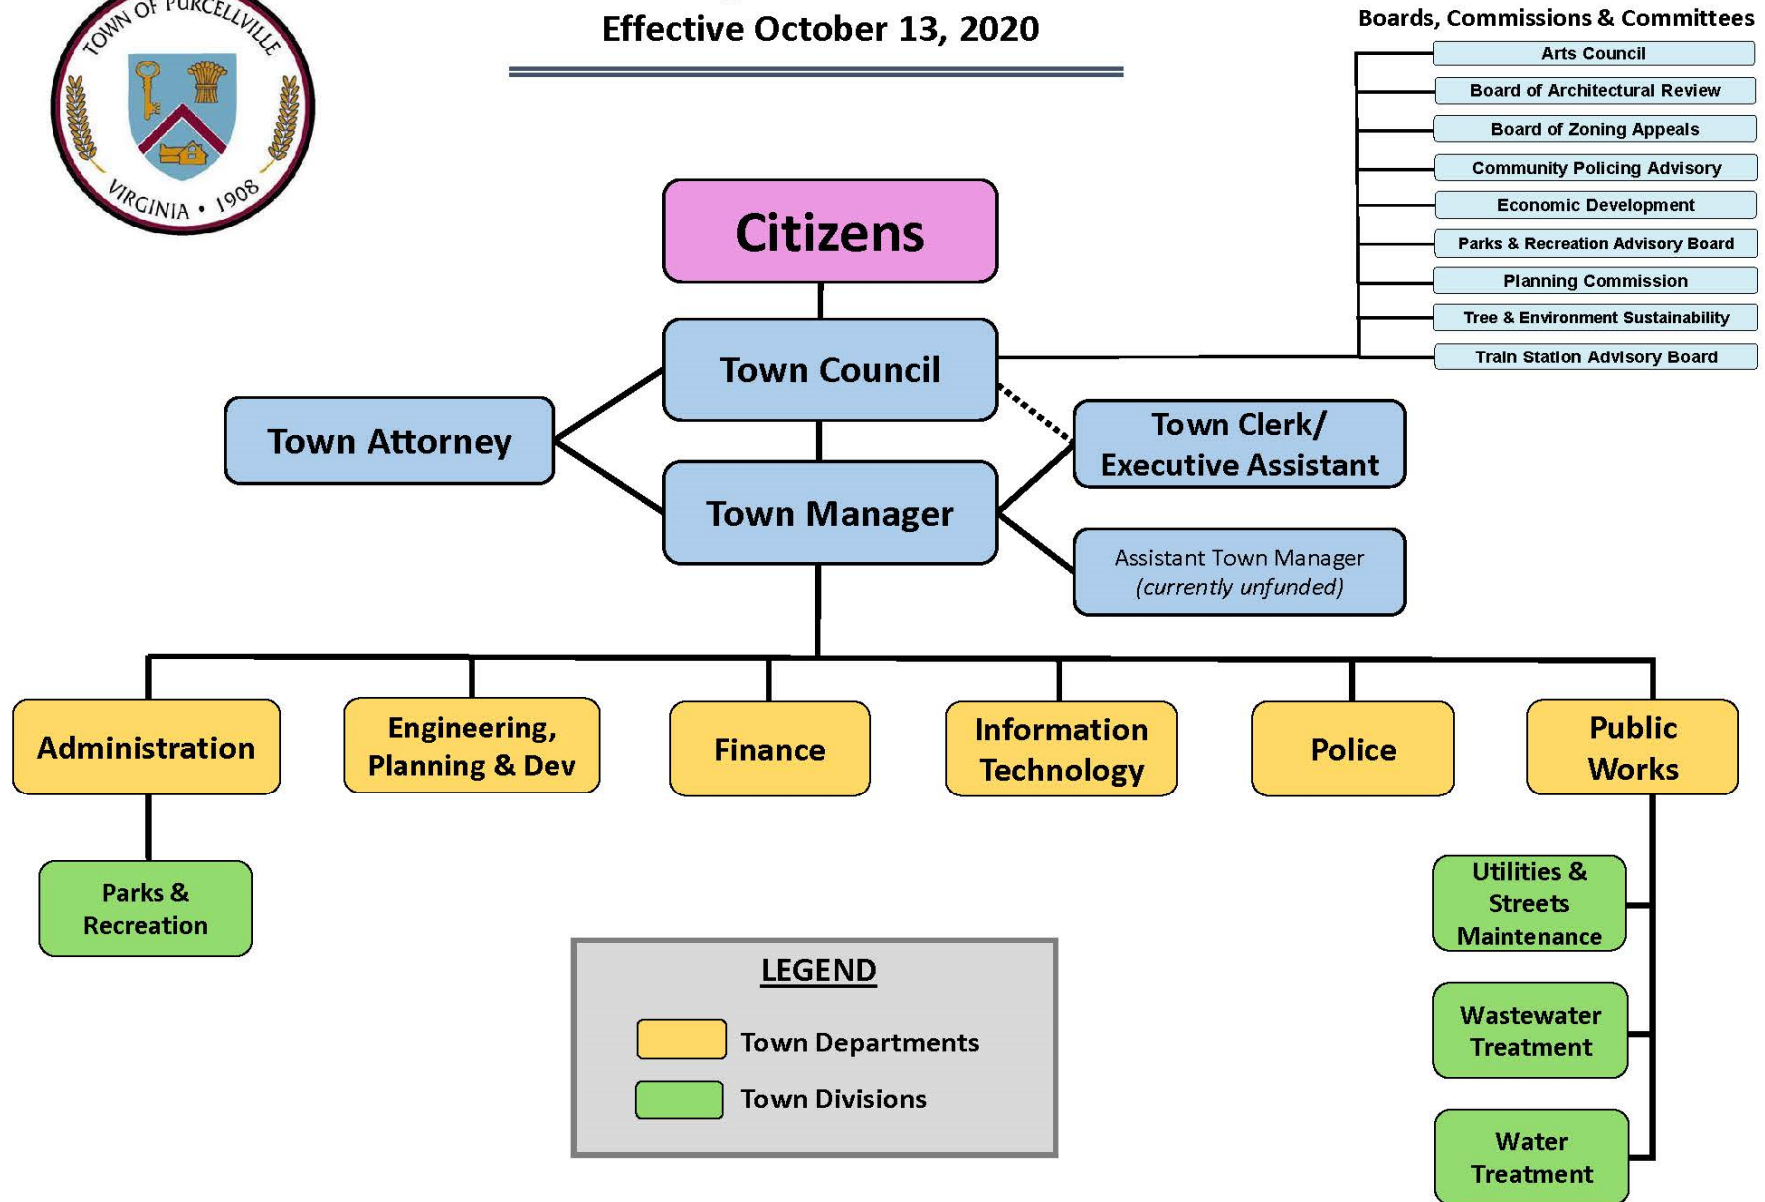 TOWN OF PURCELLVILLE
VIRGINIA • 1908
Effective October 13, 2020
Boards, Commissions & Committees
Arts Council
Board of Architectural Review
Board of Zoning Appeals
Community Policing Advisory
Economic Development
Parks & Recreation Advisory Board
Planning Commission
Tree & Environment Sustainability
Train Station Advisory Board
Citizens
Town Council
Town Attorney
Town Clerk/
Executive Assistant
Town Manager
Assistant Town Manager
(currently unfunded)
Administration
Engineering,
Planning & Dev
Finance
Information
Technology
Police
Public
Works
Parks &
Recreation
Utilities &
Streets
Maintenance
Wastewater
Treatment
Water
Treatment
LEGEND
Town Departments
Town Divisions